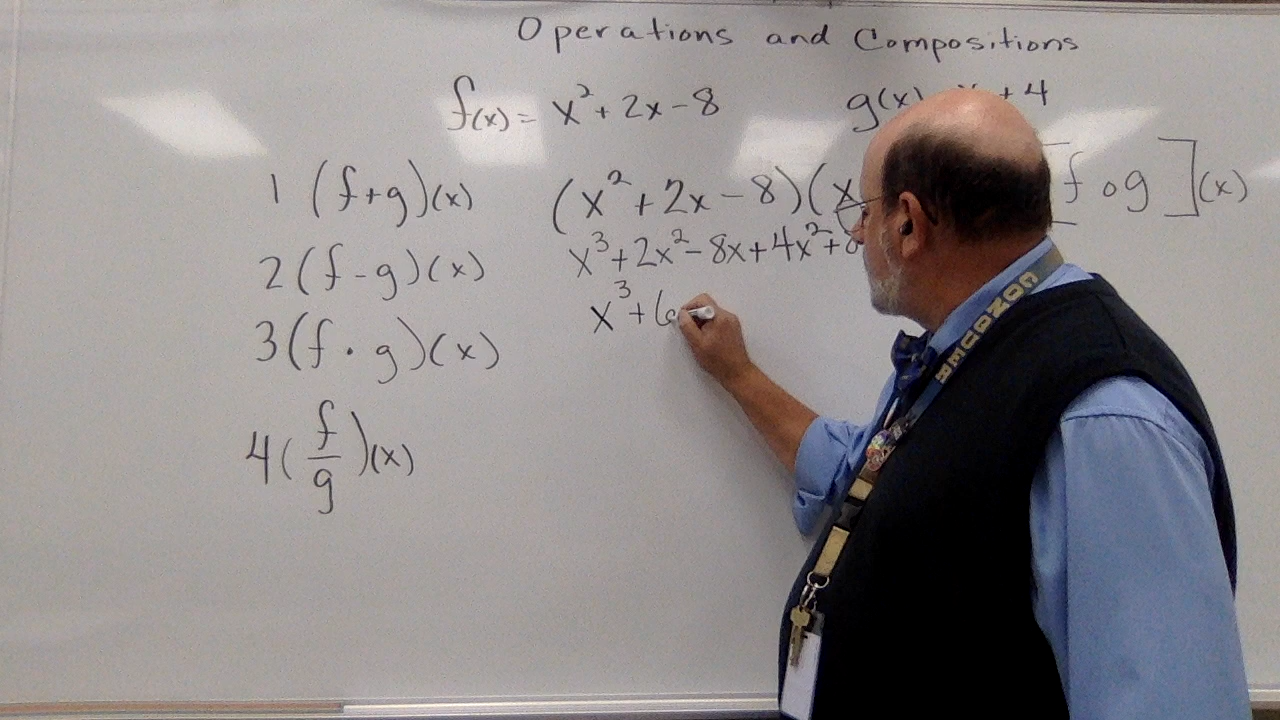 Operations and Compositions
f(x) = x² + 2x - 8
g(x) + 4
1 (f+g)(x)
(x² + 2x - 8)(x
[f o g](x)
2 (f - g)(x)
x³ + 2x² - 8x + 4x² +
3 (f · g)(x)
x³ + 6
4 (f/g)(x)
CONQUER